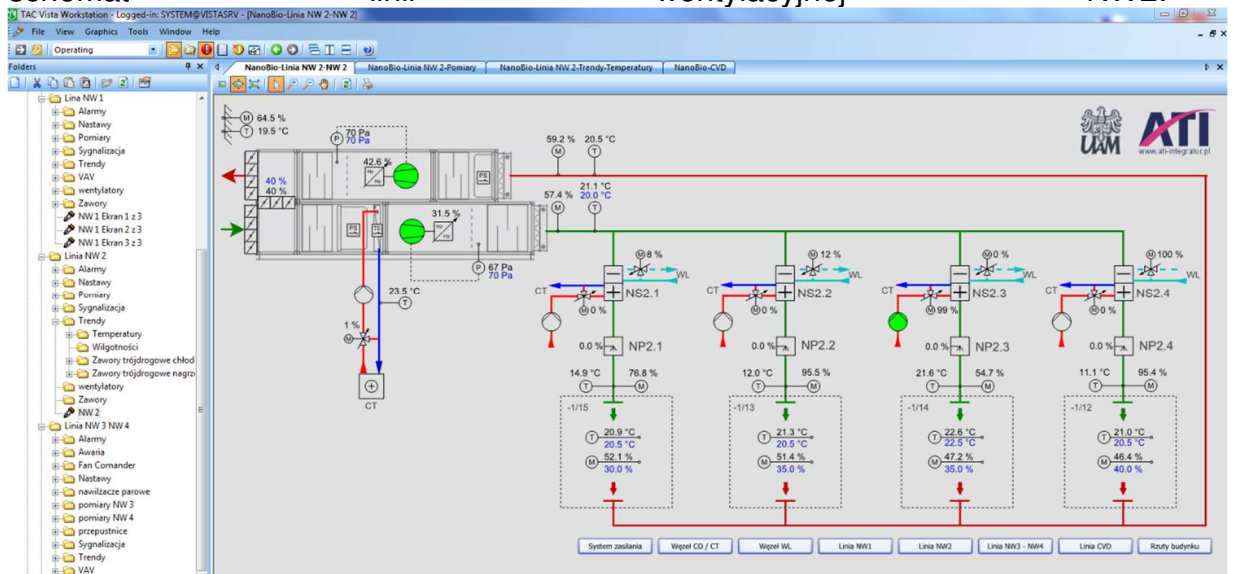 schemat linii wentylacyjnej NW2.
TAC Vista Workstation - Logged-in: SYSTEM@VISTASRV - [NanoBio-Linia NW 2-NW 2]
File View Graphics Tools Window Help
Operating
Folders
NanoBio-Linia NW 2-NW 2 NanoBio-Linia NW 2-Pomiary NanoBio-Linia NW 2-Trendy-Temperatury NanoBio-CVD
Lina NW 1
Alarmy
Nastawy
Pomiary
Sygnalizacja
Trendy
VAV
wentylatory
Zawory
NW 1 Ekran 1 z 3
NW 1 Ekran 2 z 3
NW 1 Ekran 3 z 3
Linia NW 2
Alarmy
Nastawy
Pomiary
Sygnalizacja
Trendy
Temperatury
Wilgotności
Zawory trójdrogowe chłod
Zawory trójdrogowe nagrz
wentylatory
Zawory
NW 2
Linia NW 3 NW 4
Alarmy
Awaria
Fan Comander
Nastawy
nawilżacze parowe
pomiary NW 3
pomiary NW 4
przepustnice
Sygnalizacja
Trendy
VAV
M 64.5 %
T 19.5 °C
P 70 Pa
70 Pa
42.6 %
Hz
Hz
PS
40 %
40 %
59.2 % 20.5 °C
M T
UAM
ATI
www.ati-integrator.pl
21.1 °C
57.4 % 20.0 °C
M T
PS TS
31.5 %
Hz
Hz
P 67 Pa
70 Pa
23.5 °C
T
1 %
M
CT
M 8 % M 12 % M 0 % M 100 %
WL WL WL WL
CT NS2.1 CT NS2.2 CT NS2.3 CT NS2.4
M 0 % M 0 % M 99 % M 0 %
0.0 % NP2.1 0.0 % NP2.2 0.0 % NP2.3 0.0 % NP2.4
14.9 °C 76.8 % 12.0 °C 95.5 % 21.6 °C 54.7 % 11.1 °C 95.4 %
T M T M T M T M
-1/15 -1/13 -1/14 -1/12
T 20.9 °C T 21.3 °C T 22.6 °C T 21.0 °C
20.5 °C 20.5 °C 22.5 °C 20.5 °C
M 52.1 % M 51.4 % M 47.2 % M 46.4 %
30.0 % 35.0 % 35.0 % 40.0 %
System zasilania Węzeł CO / CT Węzeł WL Linia NW1 Linia NW2 Linia NW3 - NW4 Linia CVD Rzuty budynku